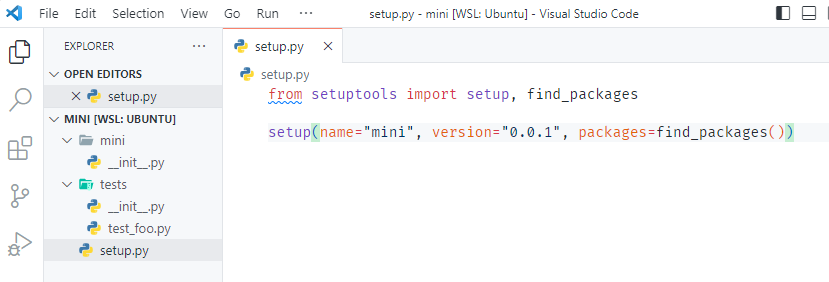 File Edit View Go Run ··· setup.py - mini [WSL: Ubuntu] - Visual Studio Code
EXPLORER ···
setup.py
OPEN EDITORS
setup.py
setup.py
from setuptools import setup, find_packages
setup(name="mini", version="0.0.1", packages=find_packages())
MINI [WSL: UBUNTU]
mini
__init__.py
tests
__init__.py
test_foo.py
setup.py